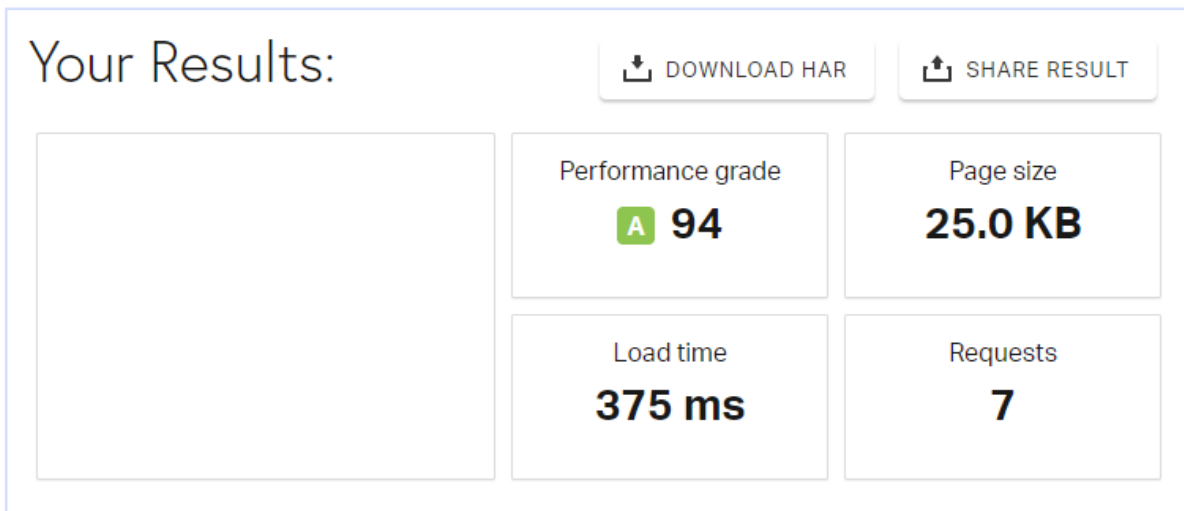 Your Results:
DOWNLOAD HAR
SHARE RESULT
Performance grade
A 94
Page size
25.0 KB
Load time
375 ms
Requests
7